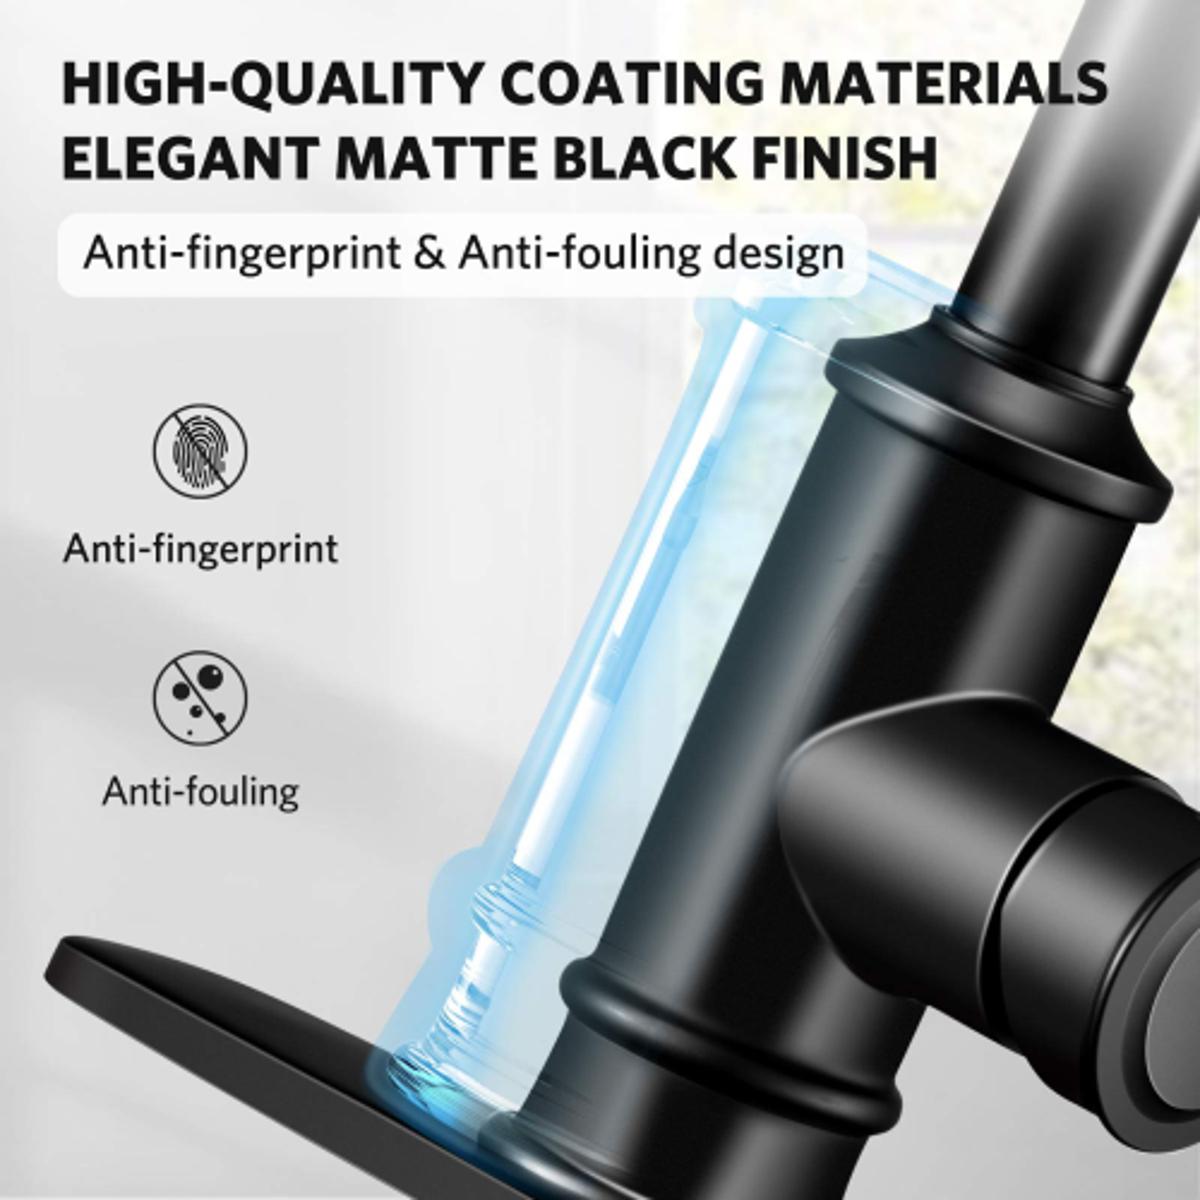 HIGH-QUALITY COATING MATERIALS
ELEGANT MATTE BLACK FINISH
Anti-fingerprint & Anti-fouling design
Anti-fingerprint
Anti-fouling